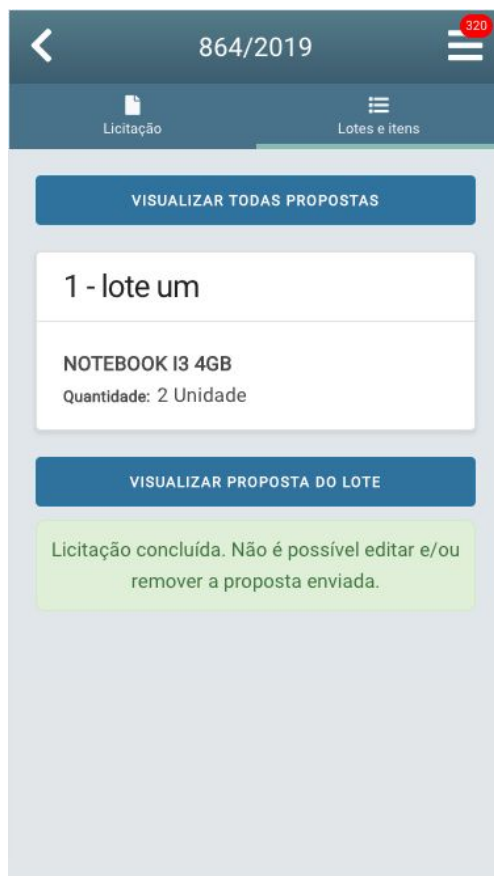 864/2019
320
Licitação
Lotes e itens
VISUALIZAR TODAS PROPOSTAS
1 - lote um
NOTEBOOK I3 4GB
Quantidade: 2 Unidade
VISUALIZAR PROPOSTA DO LOTE
Licitação concluída. Não é possível editar e/ou
remover a proposta enviada.